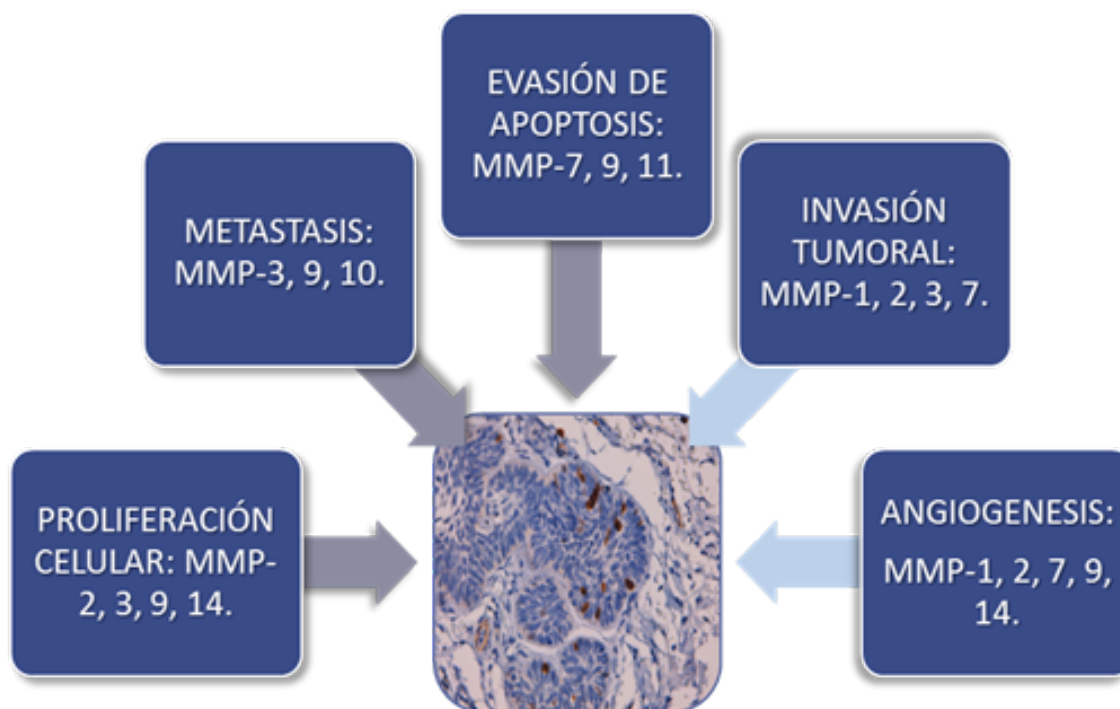 EVASIÓN DE
APOPTOSIS:
MMP-7, 9, 11.
METASTASIS:
MMP-3, 9, 10.
INVASIÓN
TUMORAL:
MMP-1, 2, 3, 7.
PROLIFERACIÓN
CELULAR: MMP-
2, 3, 9, 14.
ANGIOGENESIS:
MMP-1, 2, 7, 9,
14.